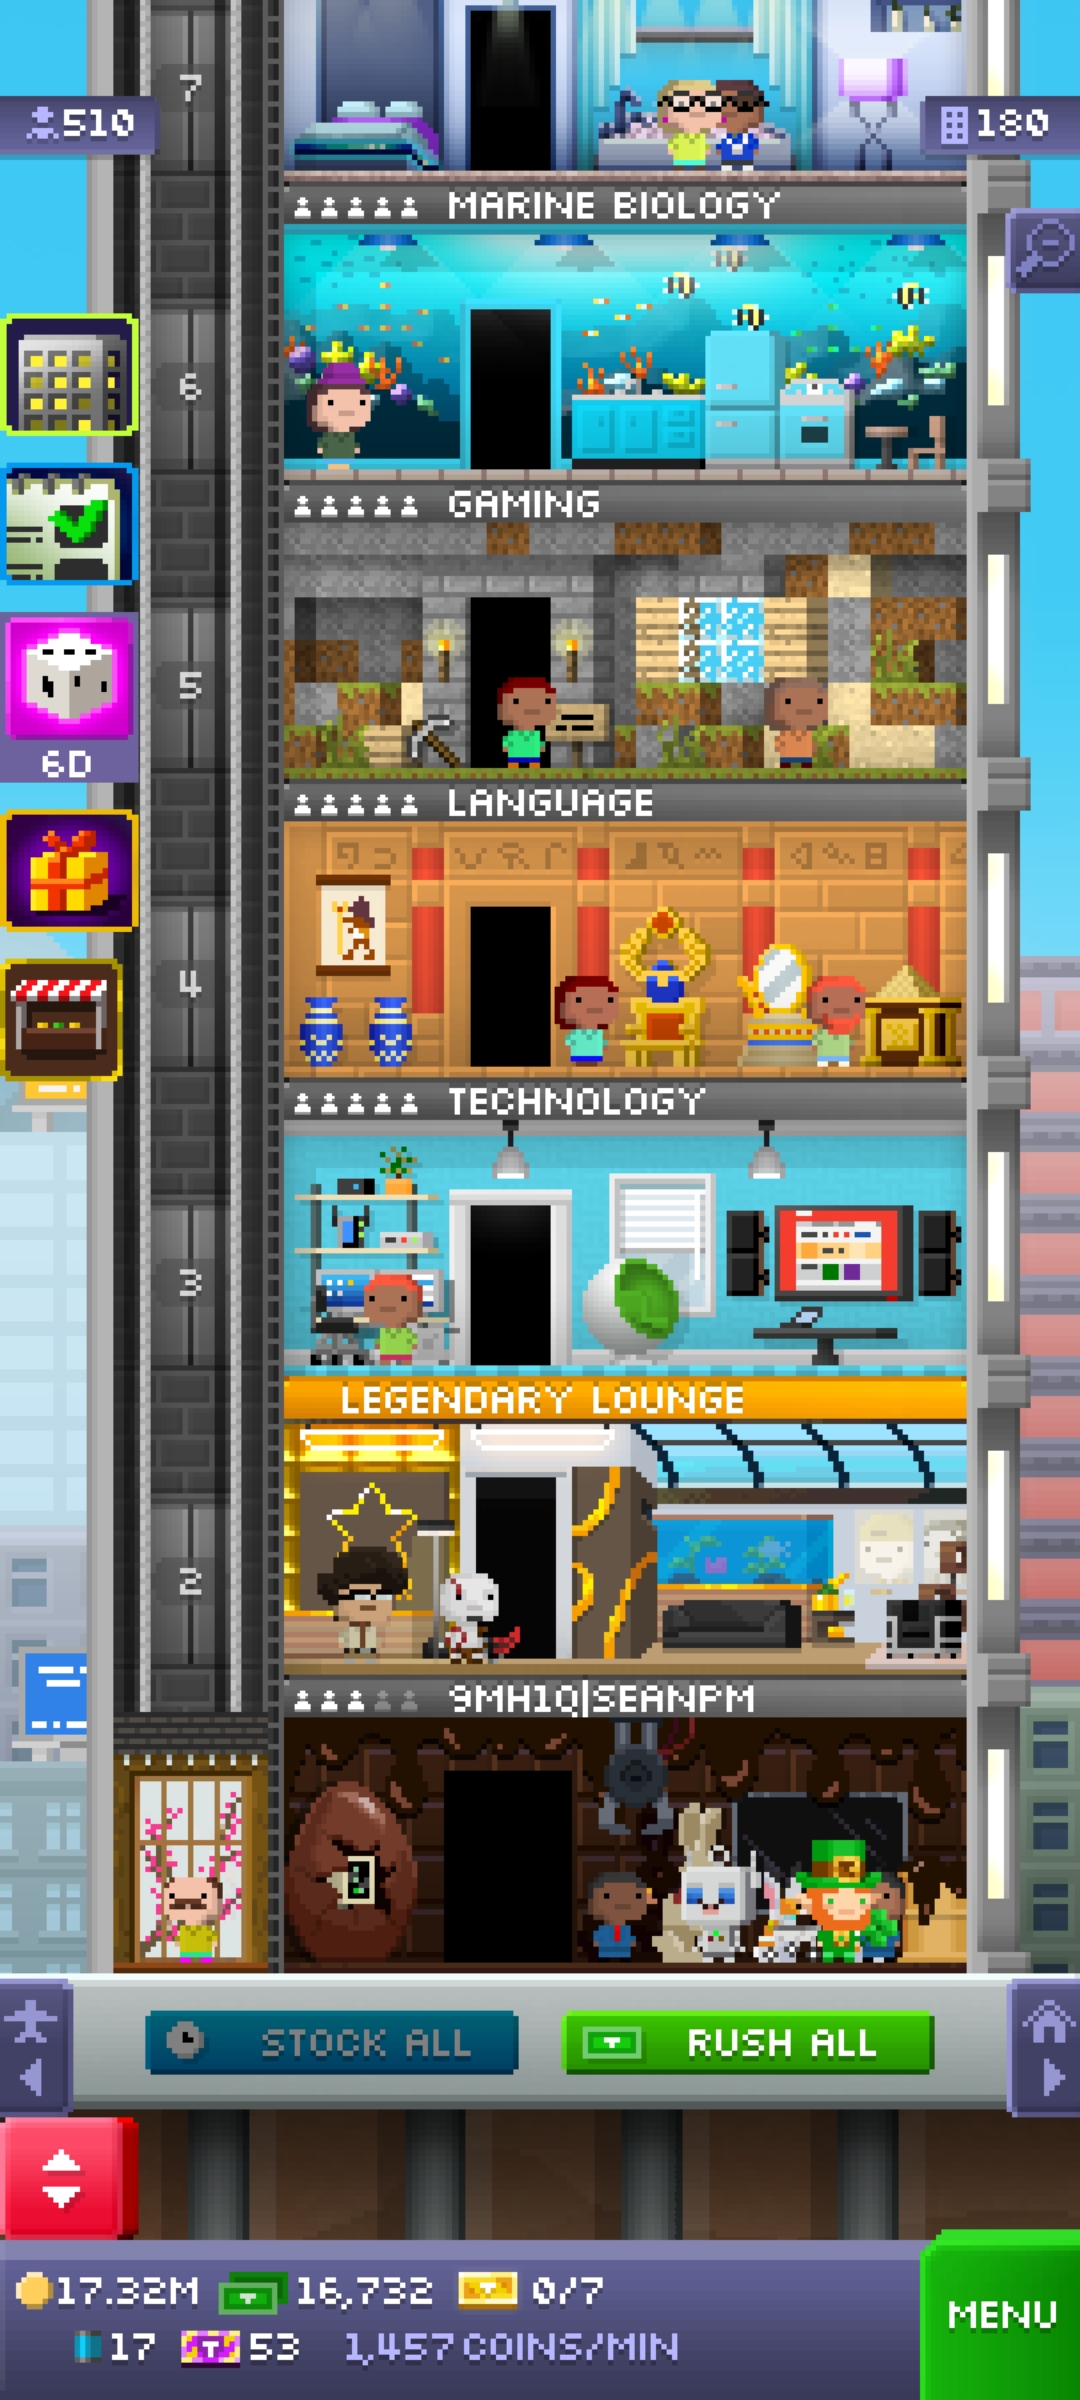 7
510
180
MARINE BIOLOGY
6
GAMING
5
6D
LANGUAGE
4
TECHNOLOGY
3
LEGENDARY LOUNGE
2
9MH1Q|SEANPM
STOCK ALL
RUSH ALL
17.32M 16,732 0/7
MENU
17 53 1,457 COINS/MIN